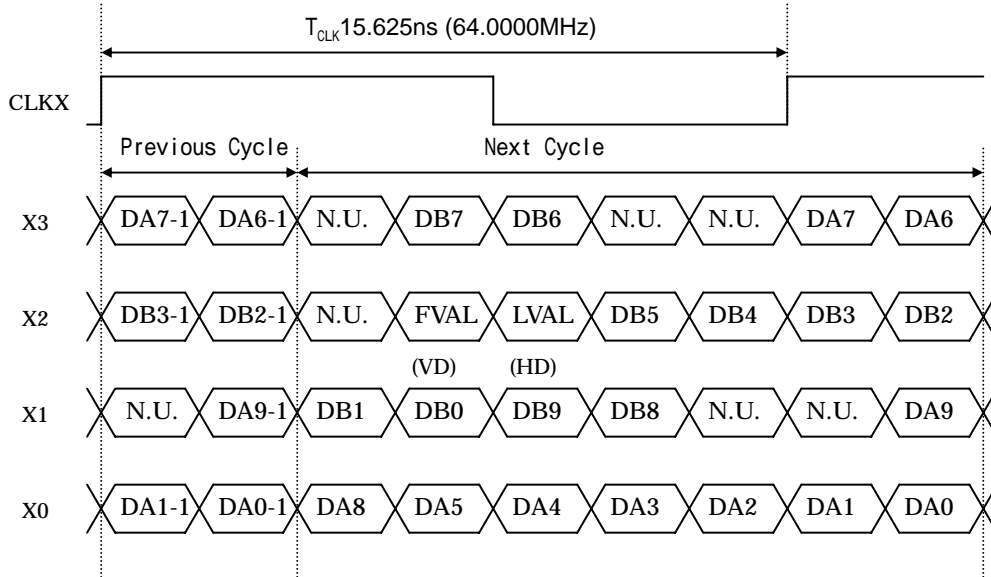 T_CLK15.625ns (64.0000MHz)
CLKX
Previous Cycle Next Cycle
X3 DA7-1 DA6-1 N.U. DB7 DB6 N.U. N.U. DA7 DA6
X2 DB3-1 DB2-1 N.U. FVAL LVAL DB5 DB4 DB3 DB2
(VD) (HD)
X1 N.U. DA9-1 DB1 DB0 DB9 DB8 N.U. N.U. DA9
X0 DA1-1 DA0-1 DA8 DA5 DA4 DA3 DA2 DA1 DA0